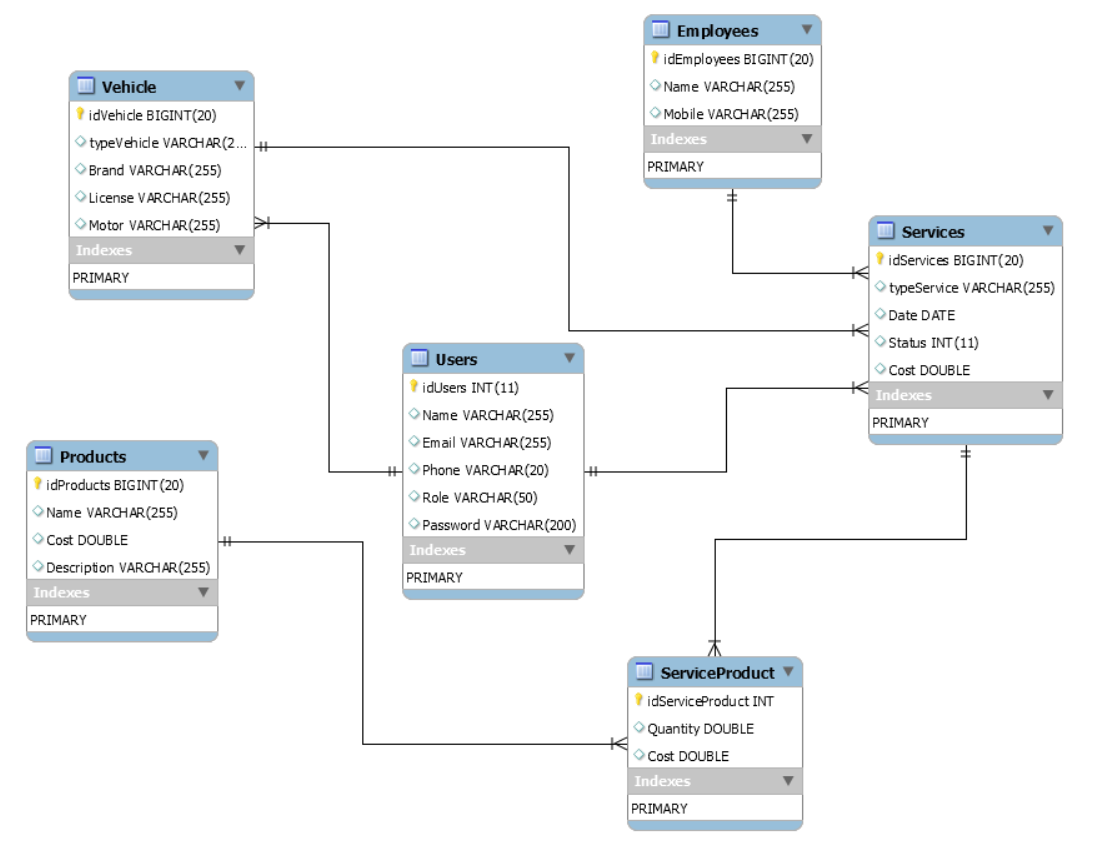 Employees
idEmployees BIGINT(20)
Name VARCHAR(255)
Mobile VARCHAR(255)
Indexes
PRIMARY
Vehicle
idVehicle BIGINT(20)
typeVehicle VARCHAR(2...
Brand VARCHAR(255)
License VARCHAR(255)
Motor VARCHAR(255)
Indexes
PRIMARY
Services
idServices BIGINT(20)
typeService VARCHAR(255)
Date DATE
Status INT(11)
Cost DOUBLE
Indexes
PRIMARY
Users
idUsers INT(11)
Name VARCHAR(255)
Email VARCHAR(255)
Phone VARCHAR(20)
Role VARCHAR(50)
Password VARCHAR(200)
Indexes
PRIMARY
Products
idProducts BIGINT(20)
Name VARCHAR(255)
Cost DOUBLE
Description VARCHAR(255)
Indexes
PRIMARY
ServiceProduct
idServiceProduct INT
Quantity DOUBLE
Cost DOUBLE
Indexes
PRIMARY